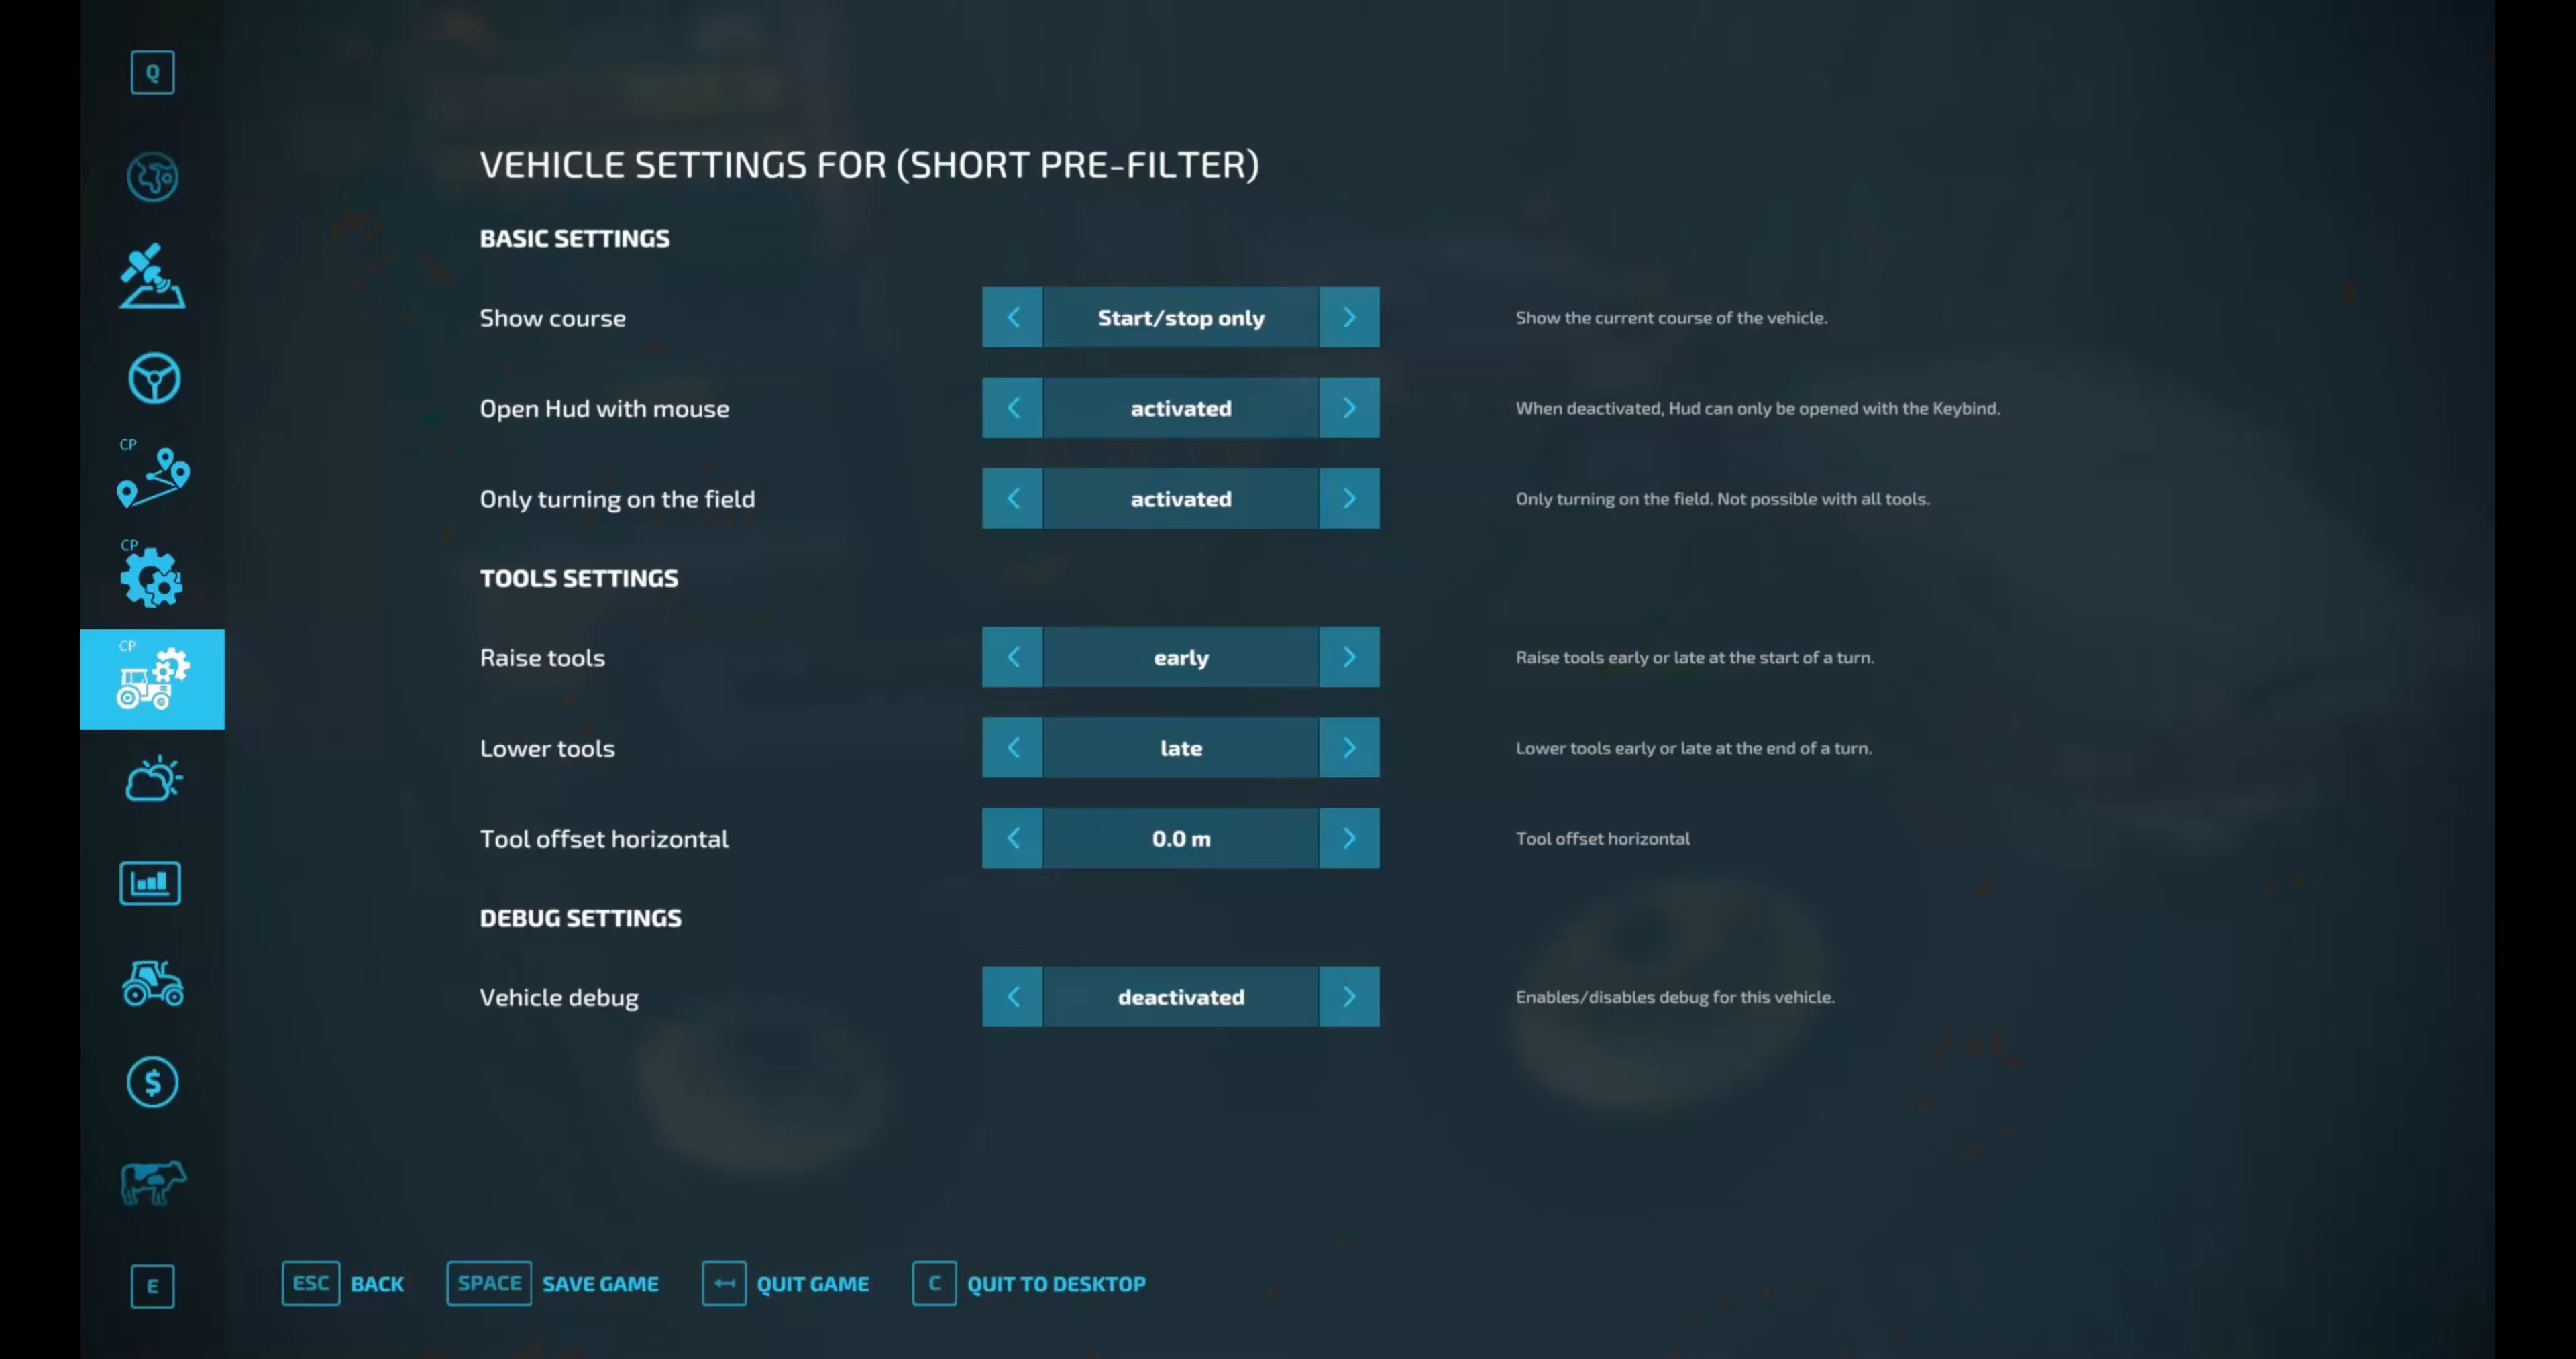 Q
VEHICLE SETTINGS FOR (SHORT PRE-FILTER)
BASIC SETTINGS
Show course
Start/stop only
Show the current course of the vehicle.
Open Hud with mouse
activated
When deactivated, Hud can only be opened with the Keybind.
CP
Only turning on the field
activated
Only turning on the field. Not possible with all tools.
CP
TOOLS SETTINGS
CP
Raise tools
early
Raise tools early or late at the start of a turn.
Lower tools
late
Lower tools early or late at the end of a turn.
Tool offset horizontal
0.0 m
Tool offset horizontal
DEBUG SETTINGS
Vehicle debug
deactivated
Enables/disables debug for this vehicle.
$
E
ESC BACK SPACE SAVE GAME QUIT GAME C QUIT TO DESKTOP